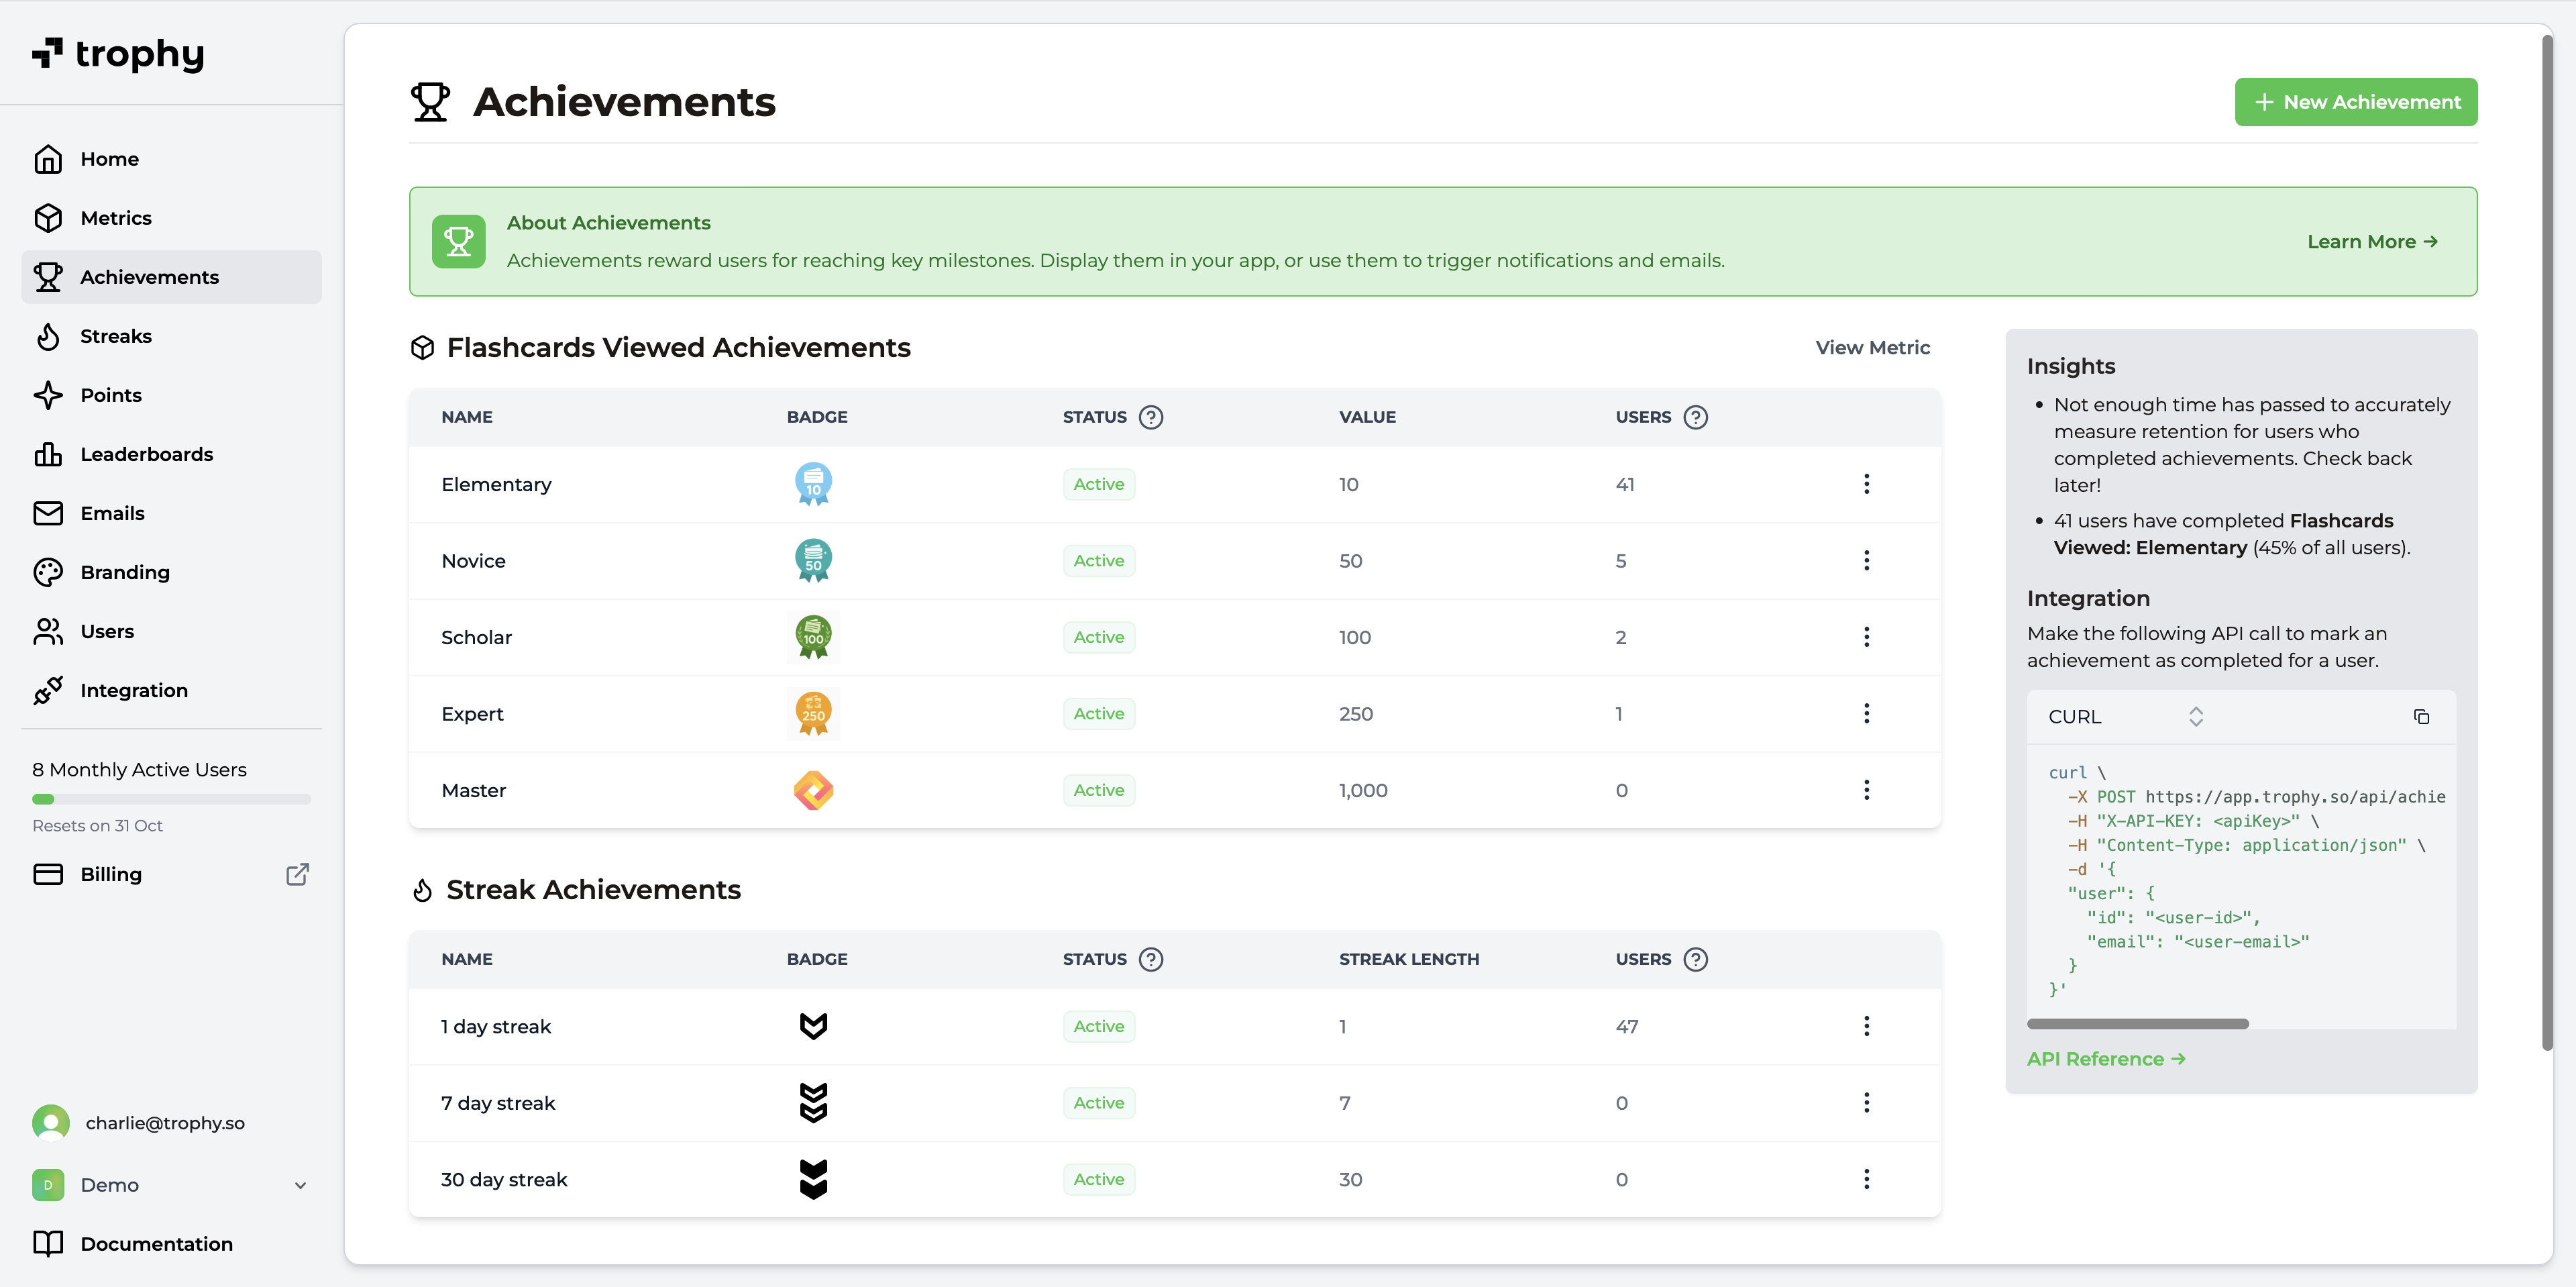 trophy
Home
Metrics
Achievements
Streaks
Points
Leaderboards
Emails
Branding
Users
Integration
8 Monthly Active Users
Resets on 31 Oct
Billing
charlie@trophy.so
D Demo
Documentation
Achievements
+ New Achievement
About Achievements
Achievements reward users for reaching key milestones. Display them in your app, or use them to trigger notifications and emails.
Learn More →
Flashcards Viewed Achievements View Metric
NAME BADGE STATUS ? VALUE USERS ?
Elementary 10 Active 10 41
Novice 50 Active 50 5
Scholar 100 Active 100 2
Expert 250 Active 250 1
Master Active 1,000 0
Streak Achievements
NAME BADGE STATUS ? STREAK LENGTH USERS ?
1 day streak Active 1 47
7 day streak Active 7 0
30 day streak Active 30 0
Insights
• Not enough time has passed to accurately
measure retention for users who
completed achievements. Check back
later!
• 41 users have completed Flashcards
Viewed: Elementary (45% of all users).
Integration
Make the following API call to mark an
achievement as completed for a user.
CURL
curl \
-X POST https://app.trophy.so/api/achie
-H "X-API-KEY: <apiKey>" \
-H "Content-Type: application/json" \
-d '{
"user": {
"id": "<user-id>",
"email": "<user-email>"
}
}'
API Reference →